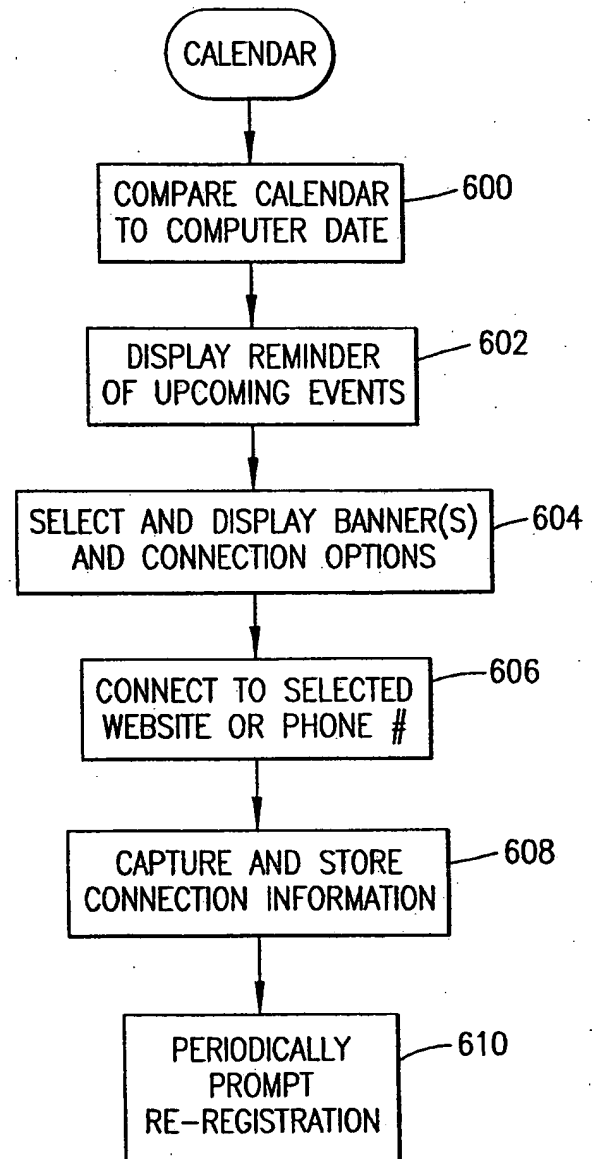 CALENDAR
COMPARE CALENDAR
TO COMPUTER DATE
600
DISPLAY REMINDER
OF UPCOMING EVENTS
602
SELECT AND DISPLAY BANNER(S)
AND CONNECTION OPTIONS
604
CONNECT TO SELECTED
WEBSITE OR PHONE #
606
CAPTURE AND STORE
CONNECTION INFORMATION
608
PERIODICALLY
PROMPT
RE-REGISTRATION
610